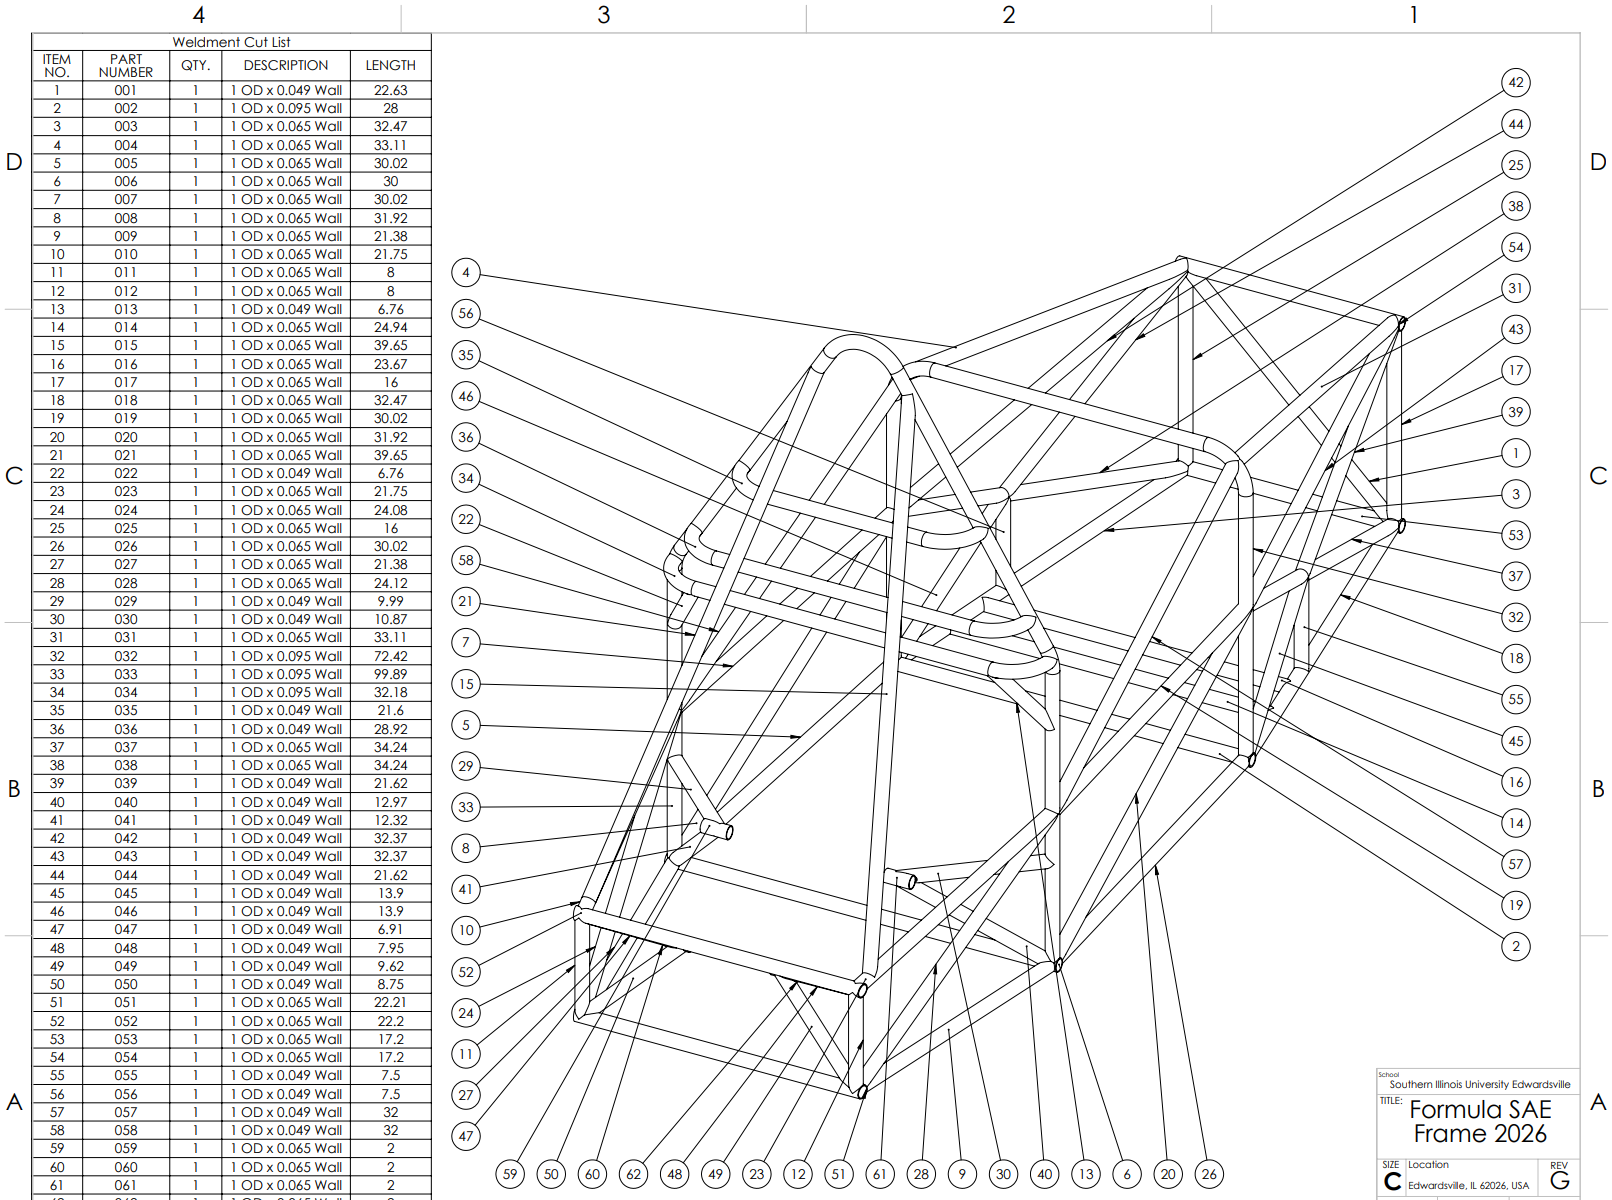 4 3 2 1
Weldment Cut List
ITEM NO. PART NUMBER QTY. DESCRIPTION LENGTH
1 001 1 1 OD x 0.049 Wall 22.63
2 002 1 1 OD x 0.095 Wall 28
3 003 1 1 OD x 0.065 Wall 32.47
4 004 1 1 OD x 0.065 Wall 33.11
5 005 1 1 OD x 0.065 Wall 30.02
6 006 1 1 OD x 0.065 Wall 30
7 007 1 1 OD x 0.065 Wall 30.02
8 008 1 1 OD x 0.065 Wall 31.92
9 009 1 1 OD x 0.065 Wall 21.38
10 010 1 1 OD x 0.065 Wall 21.75
11 011 1 1 OD x 0.065 Wall 8
12 012 1 1 OD x 0.065 Wall 8
13 013 1 1 OD x 0.049 Wall 6.76
14 014 1 1 OD x 0.065 Wall 24.94
15 015 1 1 OD x 0.065 Wall 39.65
16 016 1 1 OD x 0.065 Wall 23.67
17 017 1 1 OD x 0.065 Wall 16
18 018 1 1 OD x 0.065 Wall 32.47
19 019 1 1 OD x 0.065 Wall 30.02
20 020 1 1 OD x 0.065 Wall 31.92
21 021 1 1 OD x 0.065 Wall 39.65
22 022 1 1 OD x 0.049 Wall 6.76
23 023 1 1 OD x 0.065 Wall 21.75
24 024 1 1 OD x 0.065 Wall 24.08
25 025 1 1 OD x 0.065 Wall 16
26 026 1 1 OD x 0.065 Wall 30.02
27 027 1 1 OD x 0.065 Wall 21.38
28 028 1 1 OD x 0.065 Wall 24.12
29 029 1 1 OD x 0.049 Wall 9.99
30 030 1 1 OD x 0.049 Wall 10.87
31 031 1 1 OD x 0.065 Wall 33.11
32 032 1 1 OD x 0.095 Wall 72.42
33 033 1 1 OD x 0.095 Wall 99.89
34 034 1 1 OD x 0.095 Wall 32.18
35 035 1 1 OD x 0.049 Wall 21.6
36 036 1 1 OD x 0.049 Wall 28.92
37 037 1 1 OD x 0.065 Wall 34.24
38 038 1 1 OD x 0.065 Wall 34.24
39 039 1 1 OD x 0.049 Wall 21.62
40 040 1 1 OD x 0.049 Wall 12.97
41 041 1 1 OD x 0.049 Wall 12.32
42 042 1 1 OD x 0.049 Wall 32.37
43 043 1 1 OD x 0.049 Wall 32.37
44 044 1 1 OD x 0.049 Wall 21.62
45 045 1 1 OD x 0.049 Wall 13.9
46 046 1 1 OD x 0.049 Wall 13.9
47 047 1 1 OD x 0.049 Wall 6.91
48 048 1 1 OD x 0.049 Wall 7.95
49 049 1 1 OD x 0.049 Wall 9.62
50 050 1 1 OD x 0.049 Wall 8.75
51 051 1 1 OD x 0.065 Wall 22.21
52 052 1 1 OD x 0.065 Wall 22.2
53 053 1 1 OD x 0.065 Wall 17.2
54 054 1 1 OD x 0.065 Wall 17.2
55 055 1 1 OD x 0.049 Wall 7.5
56 056 1 1 OD x 0.049 Wall 7.5
57 057 1 1 OD x 0.049 Wall 32
58 058 1 1 OD x 0.049 Wall 32
59 059 1 1 OD x 0.065 Wall 2
60 060 1 1 OD x 0.065 Wall 2
61 061 1 1 OD x 0.065 Wall 2
D
C
B
A
4
56
35
46
36
34
22
58
21
7
15
5
29
33
8
41
10
52
24
11
27
47
59 50 60 62 48 49 23 12 51 61 28 9 30 40 13 6 20 26
42
44
25
38
54
31
43
17
39
1
3
53
37
32
18
55
45
16
14
57
19
2
D
C
B
A
School
Southern Illinois University Edwardsville
TITLE:
Formula SAE
Frame 2026
SIZE
C
Location
Edwardsville, IL 62026, USA
REV
G